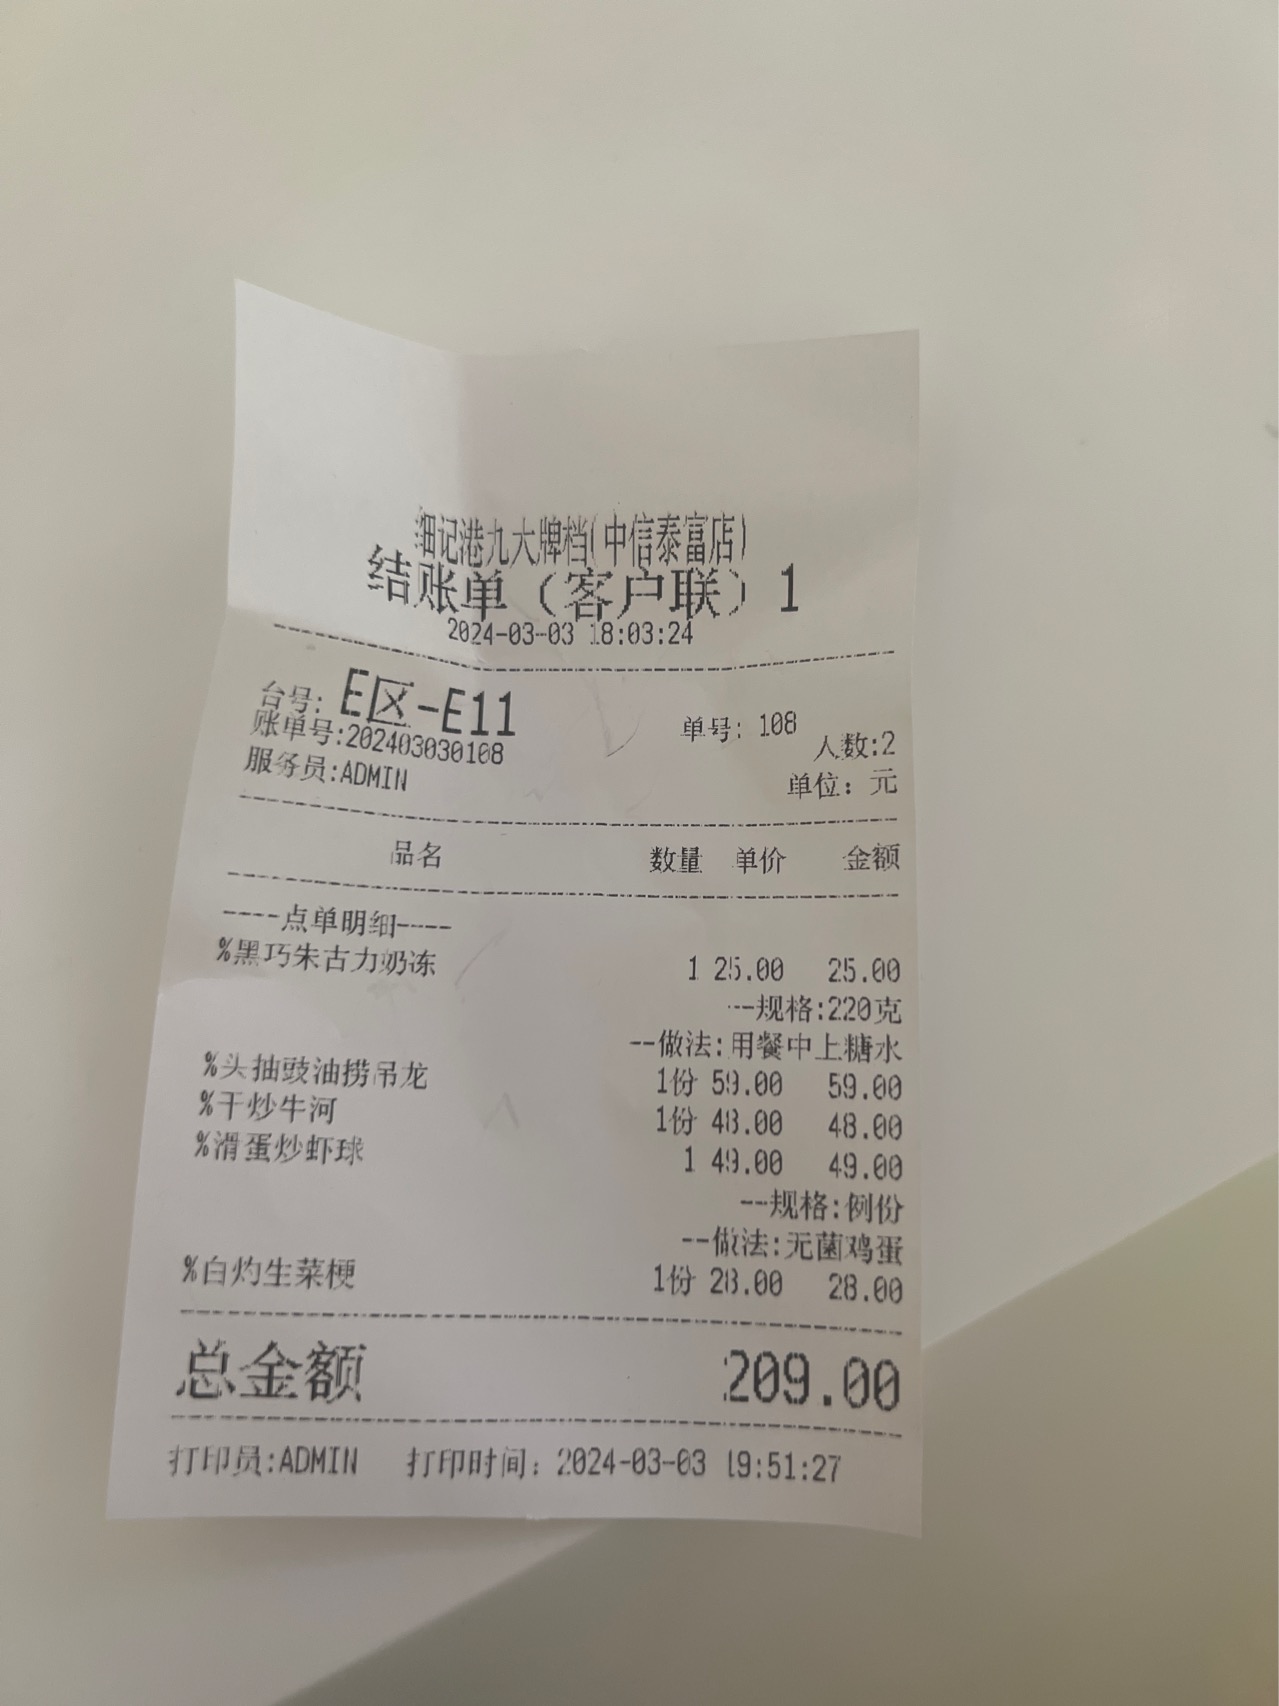 细记港九大牌档(中信泰富店)
结账单（客户联）1
2024-03-03 18:03:24
台号: E区-E11 单号: 108
账单号:202403030108 人数:2
服务员:ADMIN 单位：元
品名 数量 单价 金额
----点单明细----
%黑巧朱古力奶冻 1 25.00 25.00
--规格:220克
--做法:用餐中上糖水
%头抽豉油捞吊龙 1份 59.00 59.00
%干炒牛河 1份 48.00 48.00
%滑蛋炒虾球 1 49.00 49.00
--规格:例份
--做法:无菌鸡蛋
%白灼生菜梗 1份 28.00 28.00
总金额 209.00
打印员:ADMIN 打印时间：2024-03-03 19:51:27